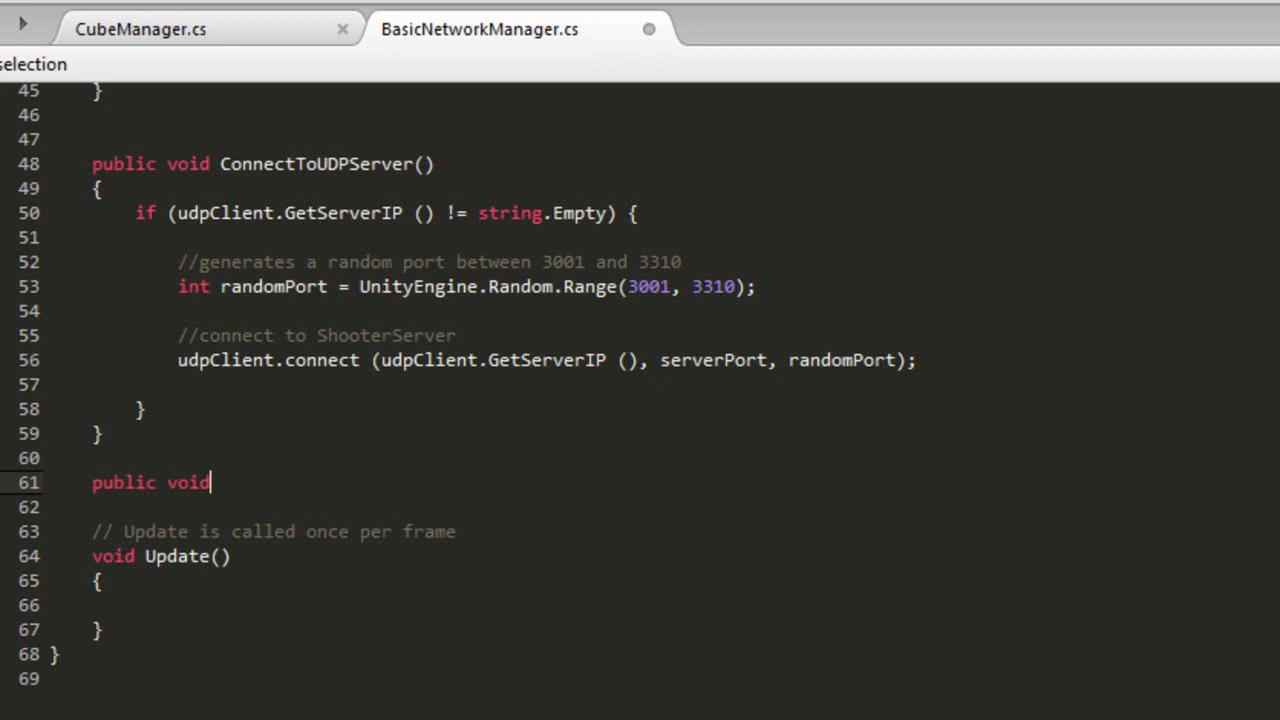 CubeManager.cs × BasicNetworkManager.cs
selection
45 }
46
47
48 public void ConnectToUDPServer()
49 {
50 if (udpClient.GetServerIP () != string.Empty) {
51
52 //generates a random port between 3001 and 3310
53 int randomPort = UnityEngine.Random.Range(3001, 3310);
54
55 //connect to ShooterServer
56 udpClient.connect (udpClient.GetServerIP (), serverPort, randomPort);
57
58 }
59 }
60
61 public void
62
63 // Update is called once per frame
64 void Update()
65 {
66
67 }
68 }
69